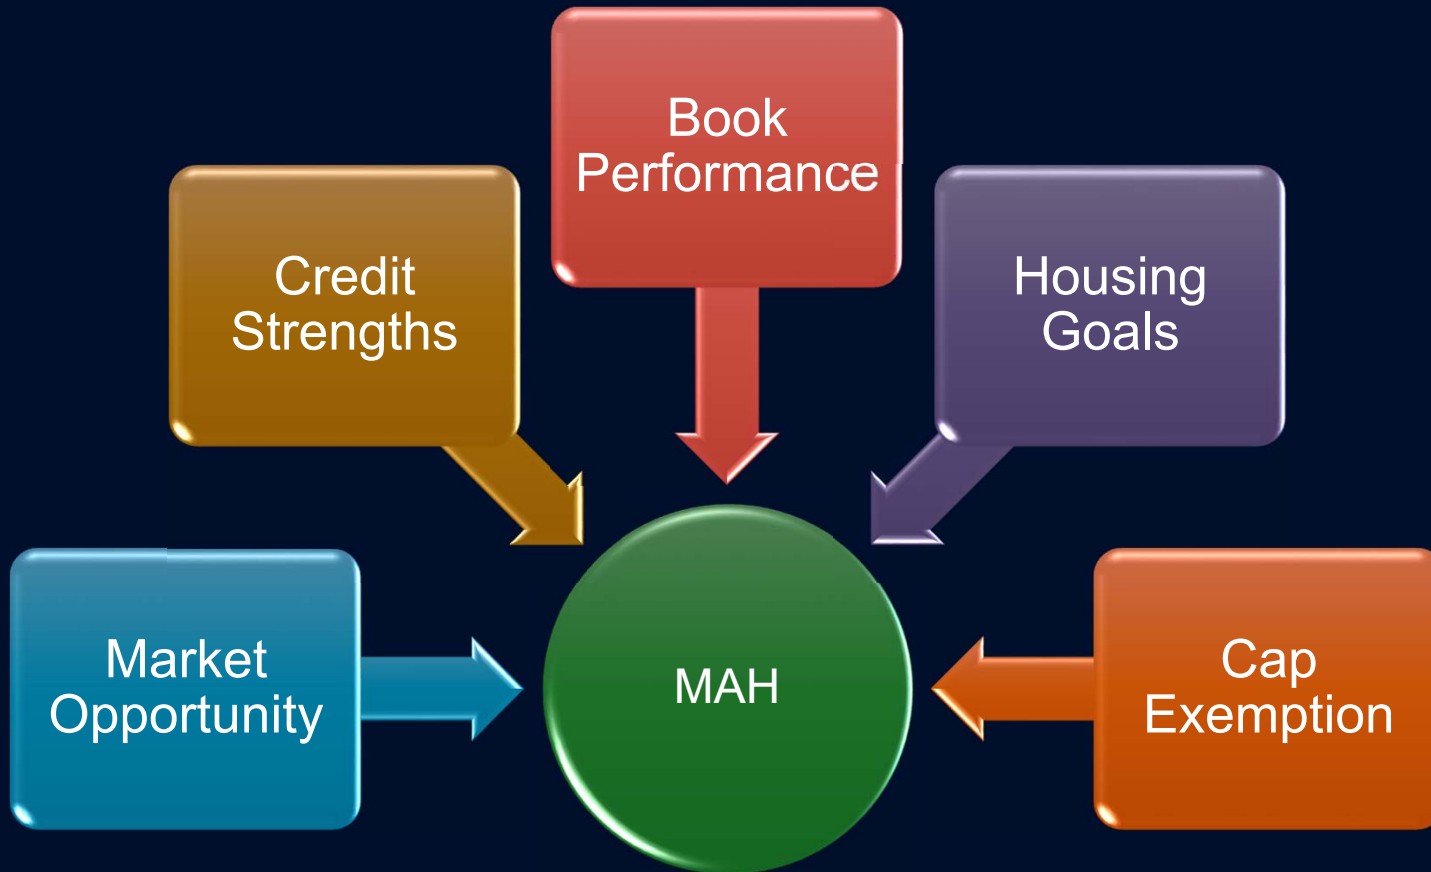 Book
Performance
Credit
Strengths
Housing
Goals
Market
Opportunity
MAH
Cap
Exemption